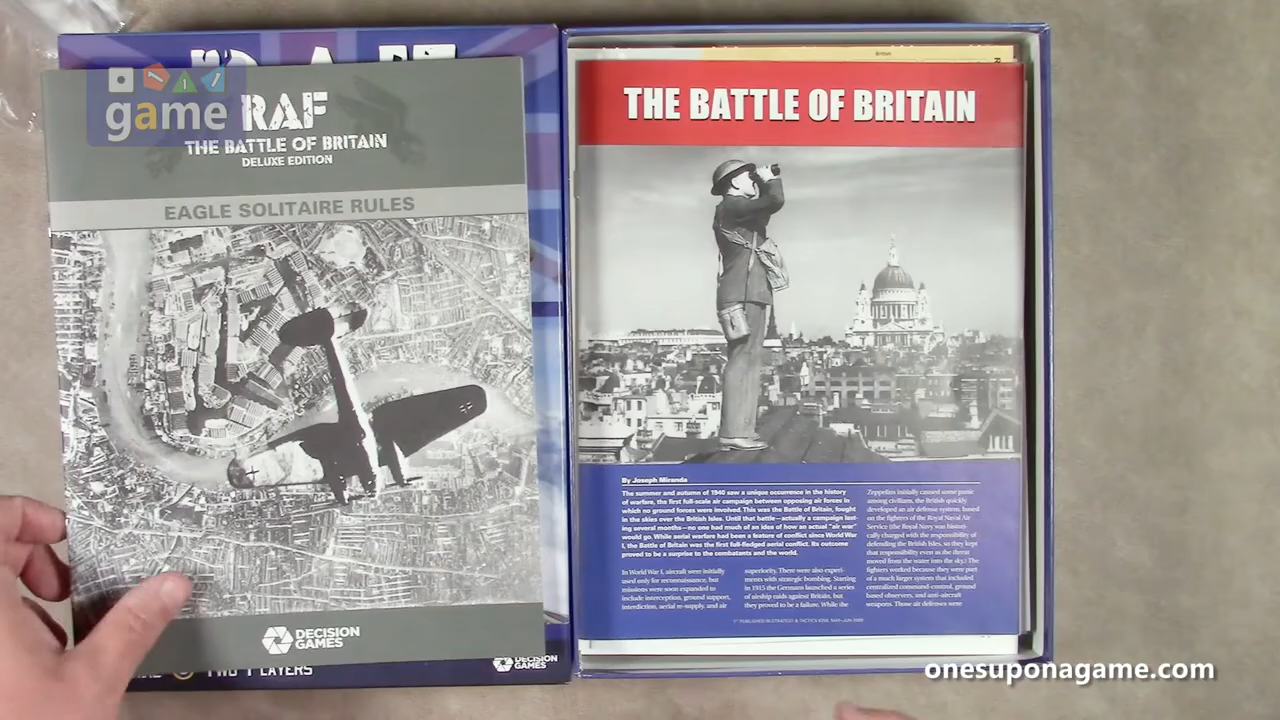 game
RAF
THE BATTLE OF BRITAIN
DELUXE EDITION
EAGLE SOLITAIRE RULES
DECISION
GAMES
PLAYERS
DECISION
GAMES
British
THE BATTLE OF BRITAIN
By Joseph Miranda
The summer and autumn of 1940 saw a unique occurrence in the history
of warfare, the first full-scale air campaign between opposing air forces in
which no ground forces were involved. This was the Battle of Britain, fought
in the skies over the British Isles. Until that battle—actually a campaign last-
ing several months—no one had much of an idea of how an actual "air war"
would go. While aerial warfare had been a feature of conflict since World War
I, the Battle of Britain was the first full-fledged aerial conflict. Its outcome
proved to be a surprise to the combatants and the world.
In World War I, aircraft were initially
used only for reconnaissance, but
missions were soon expanded to
include interception, ground support,
interdiction, aerial re-supply, and air
superiority. There were also experi-
ments with strategic bombing. Starting
in 1915 the Germans launched a series
of airship raids against Britain, but
they proved to be a failure. While the
Zeppelins initially caused some panic
among civilians, the British quickly
developed an air defense system, based
on the fighters of the Royal Naval Air
Service (the Royal Navy was histori-
cally charged with the responsibility of
defending the British Isles, so they kept
that responsibility even as the threat
moved from the water into the sky.) The
fighters worked because they were part
of a much larger system that included
centralized command-control, ground
based observers, and anti-aircraft
weapons. Those air defenses were
onesuponagame.com